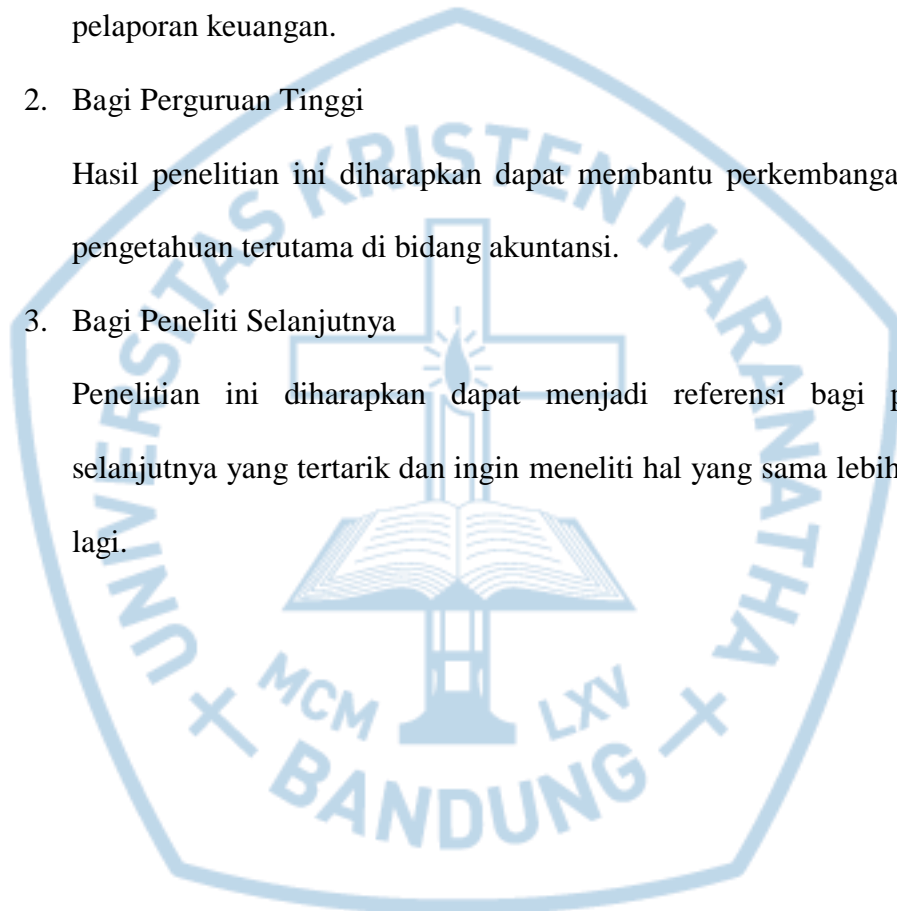 pelaporan keuangan.
2. Bagi Perguruan Tinggi
Hasil penelitian ini diharapkan dapat membantu perkembanga
pengetahuan terutama di bidang akuntansi.
3. Bagi Peneliti Selanjutnya
Penelitian ini diharapkan dapat menjadi referensi bagi p
selanjutnya yang tertarik dan ingin meneliti hal yang sama lebih
lagi.
UNIVERSITAS KRISTEN MARANATHA
MCM LXV
BANDUNG